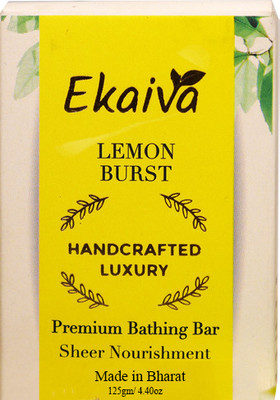 Ekaiva
LEMON
BURST
HANDCRAFTED
LUXURY
Premium Bathing Bar
Sheer Nourishment
Made in Bharat
125gm/ 4.40oz